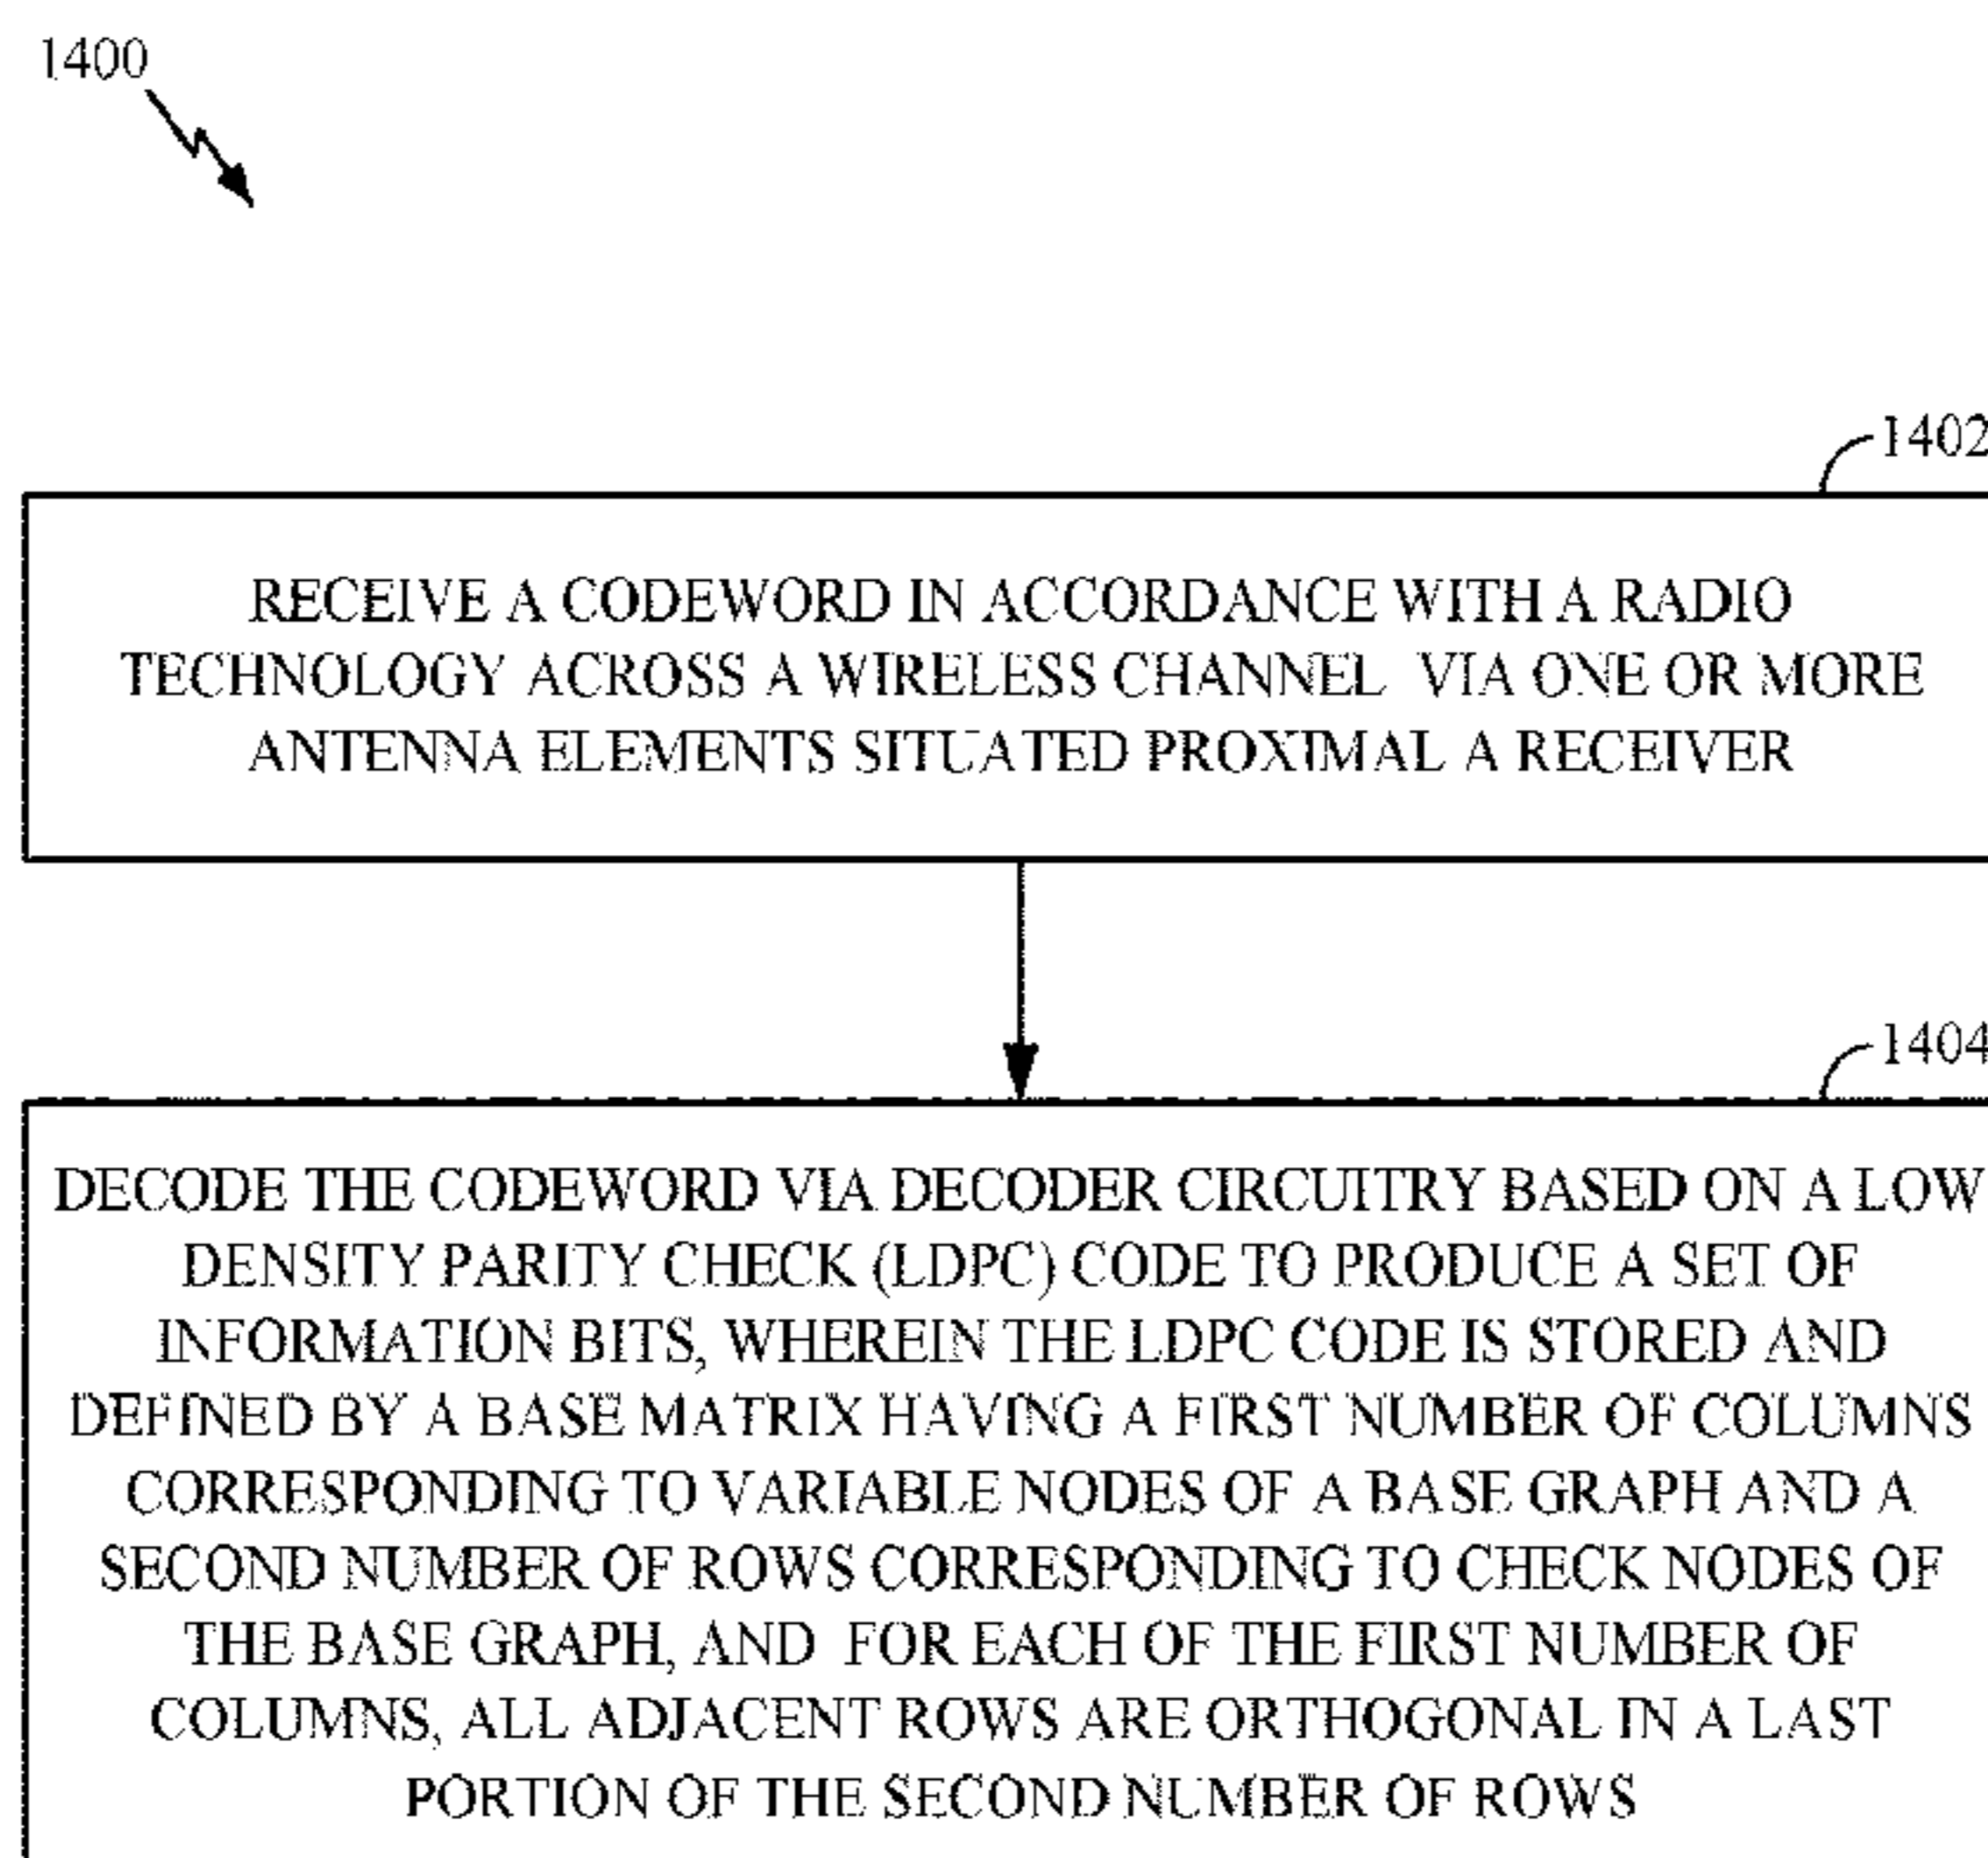 1400
1402
RECEIVE A CODEWORD IN ACCORDANCE WITH A RADIO
TECHNOLOGY ACROSS A WIRELESS CHANNEL VIA ONE OR MORE
ANTENNA ELEMENTS SITUATED PROXIMAL A RECEIVER
1404
DECODE THE CODEWORD VIA DECODER CIRCUITRY BASED ON A LOW
DENSITY PARITY CHECK (LDPC) CODE TO PRODUCE A SET OF
INFORMATION BITS, WHEREIN THE LDPC CODE IS STORED AND
DEFINED BY A BASE MATRIX HAVING A FIRST NUMBER OF COLUMNS
CORRESPONDING TO VARIABLE NODES OF A BASE GRAPH AND A
SECOND NUMBER OF ROWS CORRESPONDING TO CHECK NODES OF
THE BASE GRAPH, AND FOR EACH OF THE FIRST NUMBER OF
COLUMNS, ALL ADJACENT ROWS ARE ORTHOGONAL IN A LAST
PORTION OF THE SECOND NUMBER OF ROWS